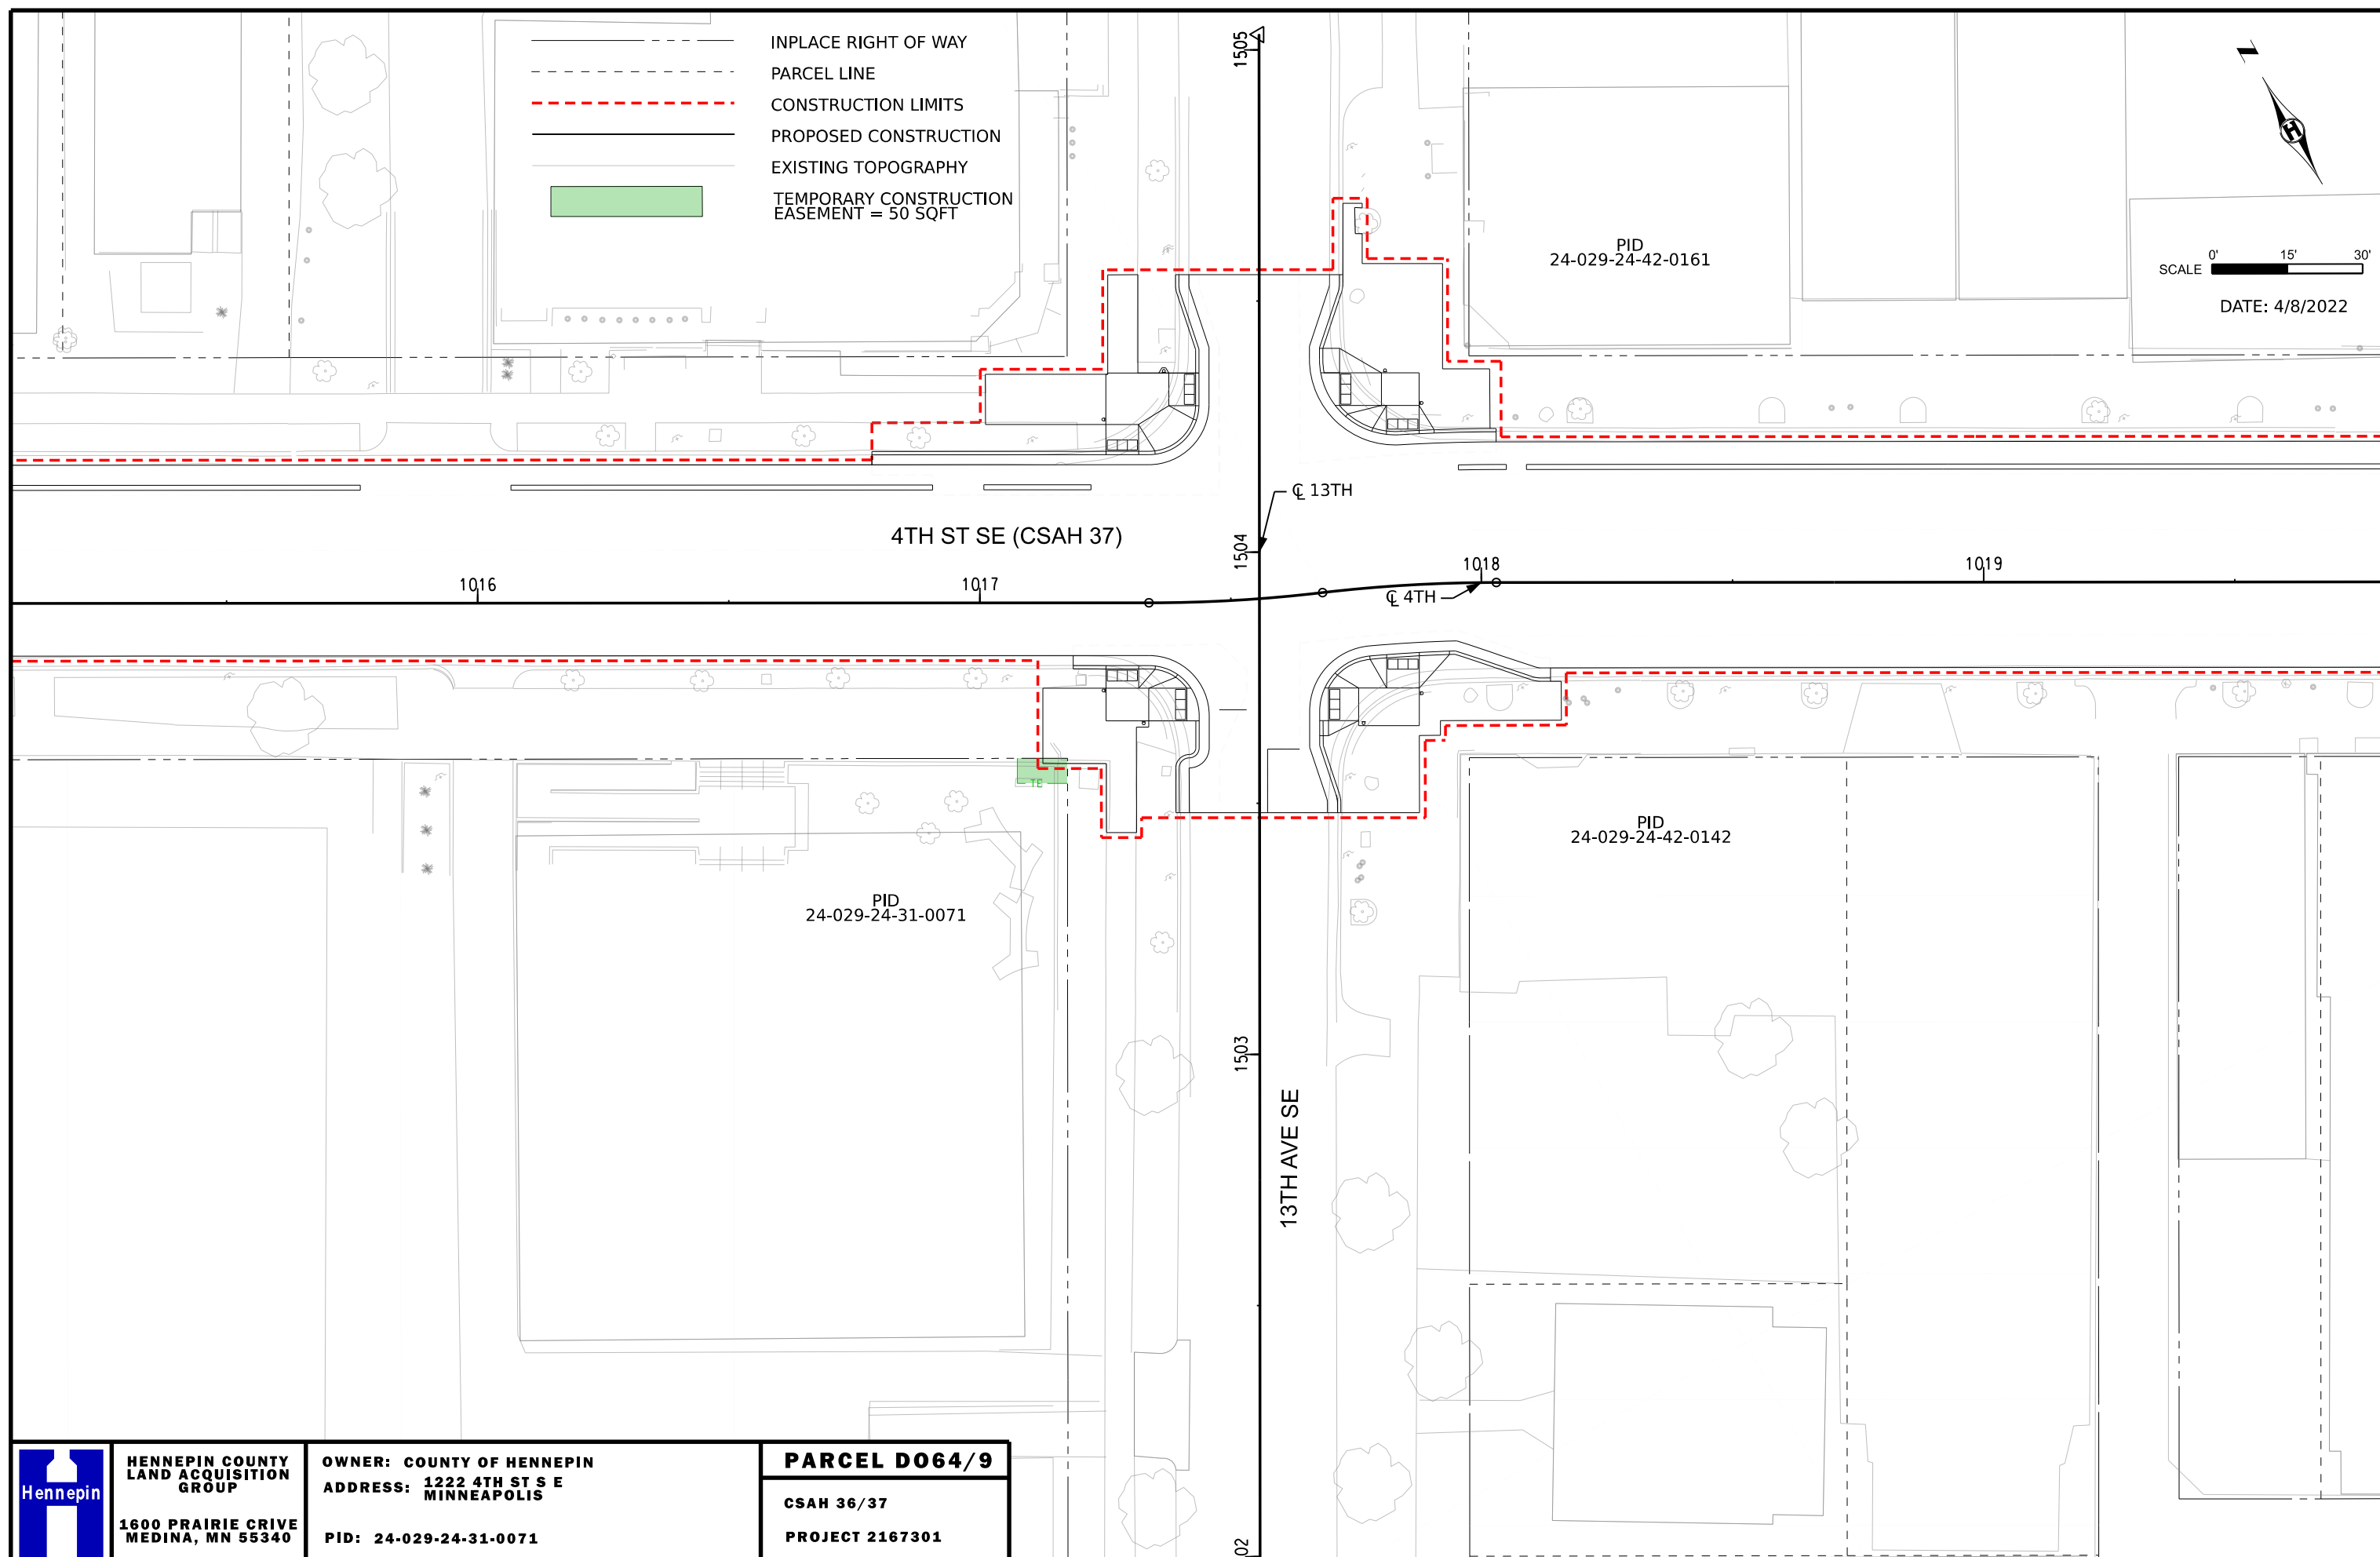 INPLACE RIGHT OF WAY
PARCEL LINE
CONSTRUCTION LIMITS
PROPOSED CONSTRUCTION
EXISTING TOPOGRAPHY
TEMPORARY CONSTRUCTION
EASEMENT = 50 SQFT
1505
N
H
PID
24-029-24-42-0161
SCALE 0' 15' 30'
DATE: 4/8/2022
℄ 13TH
4TH ST SE (CSAH 37)
1504
1016
1017
1018
1019
℄ 4TH
TE
PID
24-029-24-42-0142
PID
24-029-24-31-0071
1503
13TH AVE SE
02
Hennepin
HENNEPIN COUNTY
LAND ACQUISITION
GROUP
1600 PRAIRIE CRIVE
MEDINA, MN 55340
OWNER: COUNTY OF HENNEPIN
ADDRESS: 1222 4TH ST S E
MINNEAPOLIS
PID: 24-029-24-31-0071
PARCEL DO64/9
CSAH 36/37
PROJECT 2167301